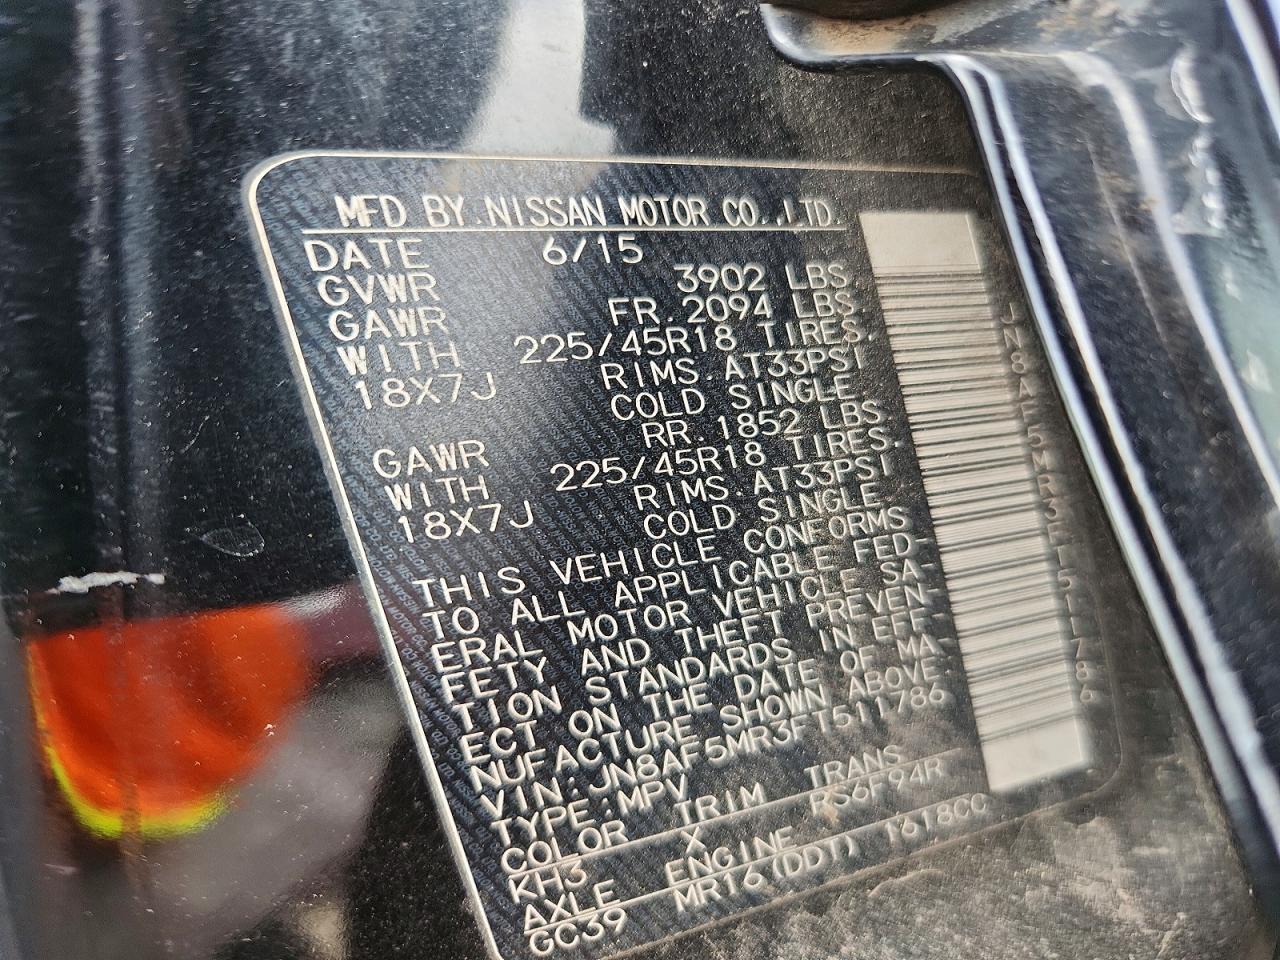 MFD BY NISSAN MOTOR CO.,LTD.
DATE 6/15
GVWR 3902 LBS
GAWR FR. 2094 LBS
WITH 225/45R18 TIRES.
18X7J RIMS. AT33PSI
COLD SINGLE
GAWR RR. 1852 LBS
WITH 225/45R18 TIRES.
18X7J RIMS. AT33PSI
COLD SINGLE
THIS VEHICLE CONFORMS
TO ALL APPLICABLE FED-
ERAL MOTOR VEHICLE SA-
FETY AND THEFT PREVEN-
TION STANDARDS IN EFF-
ECT ON THE DATE OF MA-
NUFACTURE SHOWN ABOVE.
VIN:JN8AF5MR3FT511786
TYPE:MPV
COLOR TRIM TRANS
KH3 X RS6F94R
AXLE ENGINE
GC39 MR16(DDT) 1618CC
JN8AF5MR3FT511786